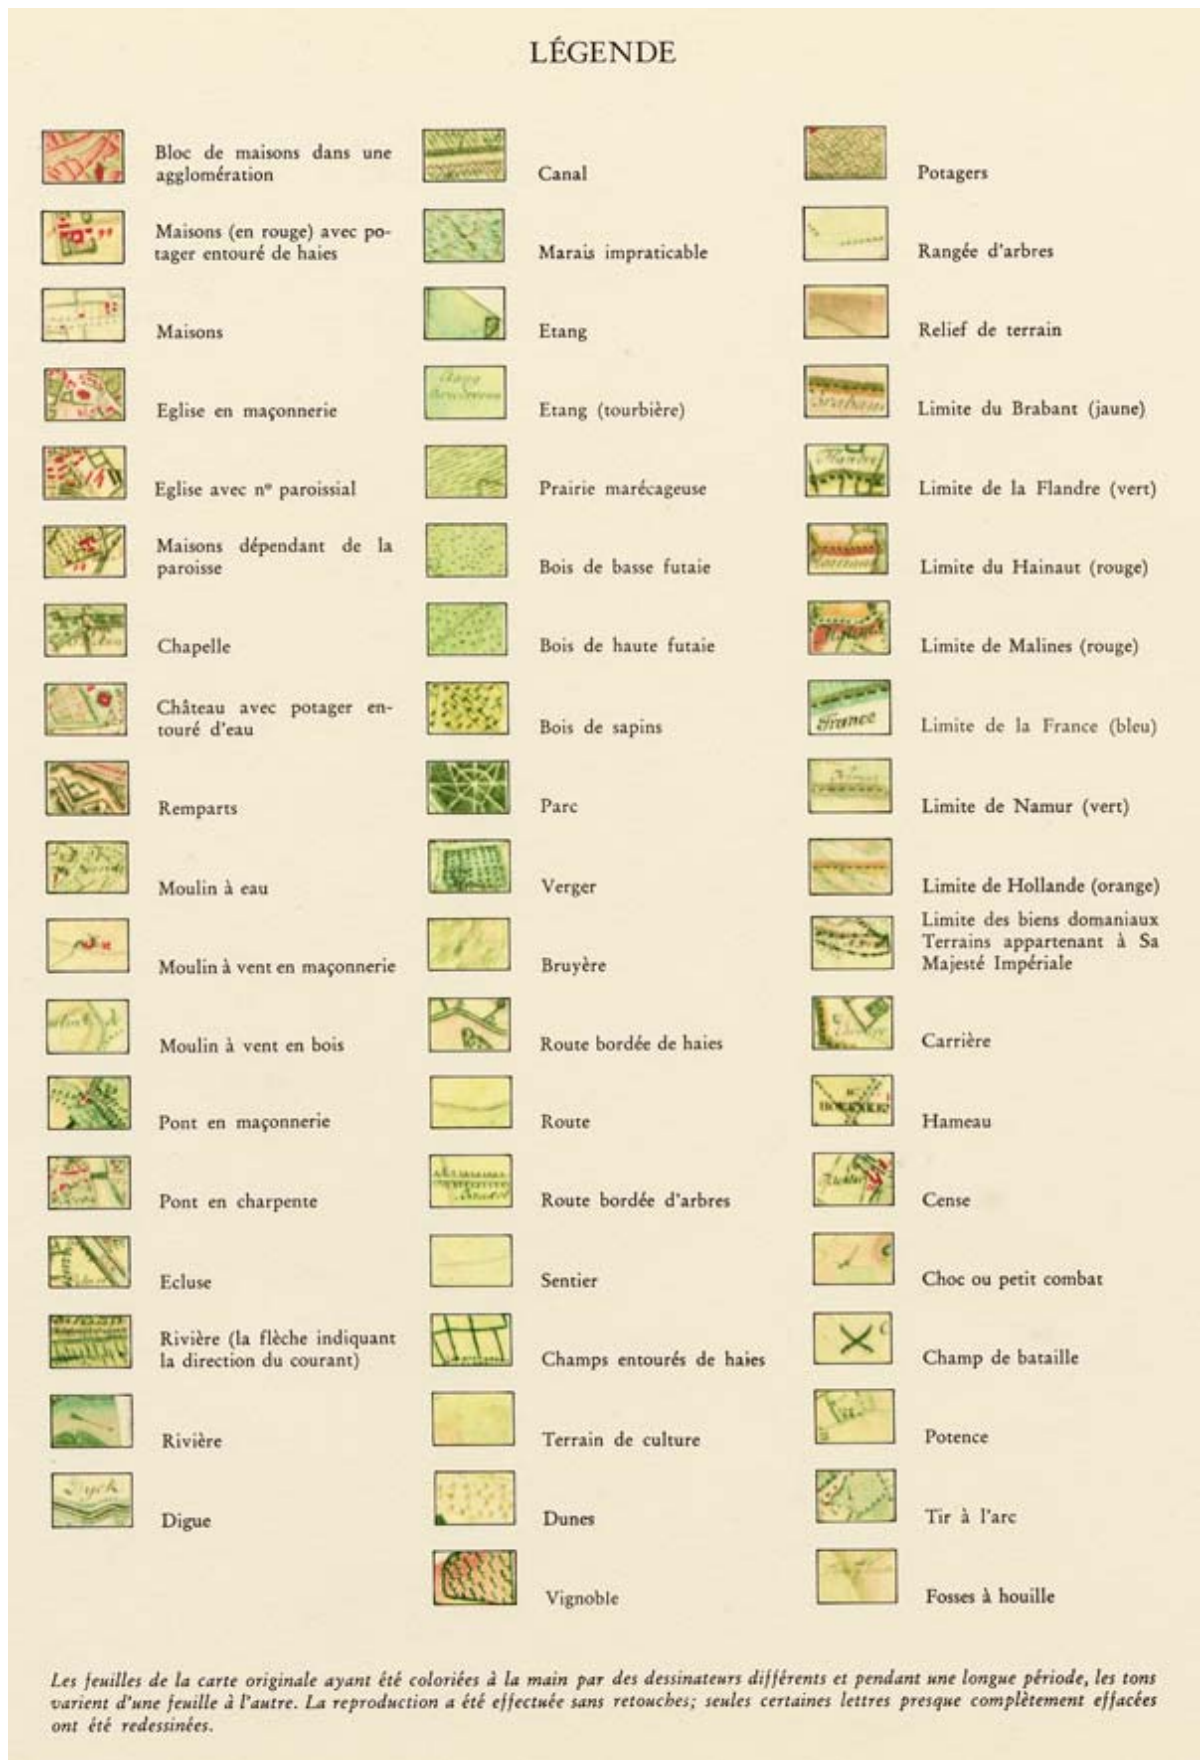 LÉGENDE
Bloc de maisons dans une
agglomération
Maisons (en rouge) avec po-
tager entouré de haies
Maisons
Eglise en maçonnerie
Eglise avec nº paroissial
Maisons dépendant de la
paroisse
Chapelle
Château avec potager en-
touré d'eau
Remparts
Moulin à eau
Moulin à vent en maçonnerie
Moulin à vent en bois
Pont en maçonnerie
Pont en charpente
Ecluse
Rivière (la flèche indiquant
la direction du courant)
Rivière
Dyck
Digue
Canal
Marais impraticable
Etang
Etang (tourbière)
Prairie marécageuse
Bois de basse futaie
Bois de haute futaie
Bois de sapins
Parc
Verger
Bruyère
Route bordée de haies
Route
Route bordée d'arbres
Sentier
Champs entourés de haies
Terrain de culture
Dunes
Vignoble
Potagers
Rangée d'arbres
Relief de terrain
Limite du Brabant (jaune)
Limite de la Flandre (vert)
Limite du Hainaut (rouge)
Limite de Malines (rouge)
France
Limite de la France (bleu)
Limite de Namur (vert)
Limite de Hollande (orange)
Limite des biens domaniaux
Terrains appartenant à Sa
Majesté Impériale
Carrière
Hameau
Cense
Choc ou petit combat
Champ de bataille
Potence
Tir à l'arc
Fosses à houille
Les feuilles de la carte originale ayant été coloriées à la main par des dessinateurs différents et pendant une longue période, les tons
varient d'une feuille à l'autre. La reproduction a été effectuée sans retouches; seules certaines lettres presque complètement effacées
ont été redessinées.